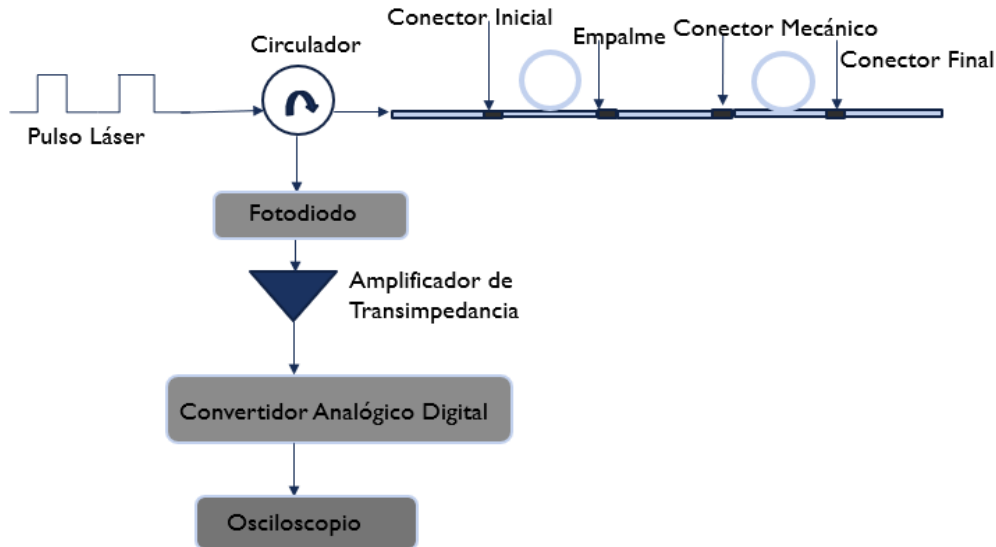 Conector Inicial
Circulador
Empalme
Conector Mecánico
Conector Final
Pulso Láser
Fotodiodo
Amplificador de
Transimpedancia
Convertidor Analógico Digital
Osciloscopio